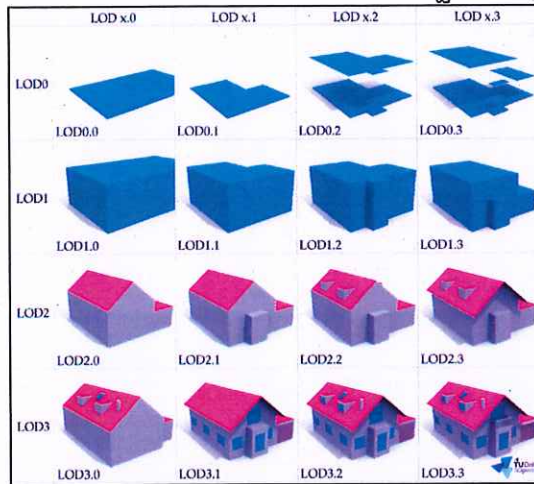 LOD x.0 LOD x.1 LOD x.2 LOD x.3
LOD0
LOD0.0 LOD0.1 LOD0.2 LOD0.3
LOD1
LOD1.0 LOD1.1 LOD1.2 LOD1.3
LOD2
LOD2.0 LOD2.1 LOD2.2 LOD2.3
LOD3
LOD3.0 LOD3.1 LOD3.2 LOD3.3